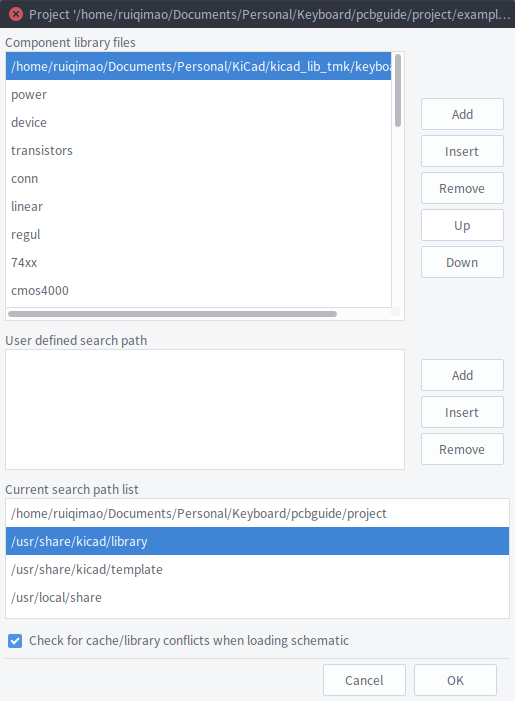 Project '/home/ruiqimao/Documents/Personal/Keyboard/pcbguide/project/exampl...
Component library files
/home/ruiqimao/Documents/Personal/KiCad/kicad_lib_tmk/keyboa
power
device
transistors
conn
linear
regul
74xx
cmos4000
Add
Insert
Remove
Up
Down
User defined search path
Add
Insert
Remove
Current search path list
/home/ruiqimao/Documents/Personal/Keyboard/pcbguide/project
/usr/share/kicad/library
/usr/share/kicad/template
/usr/local/share
Check for cache/library conflicts when loading schematic
Cancel
OK